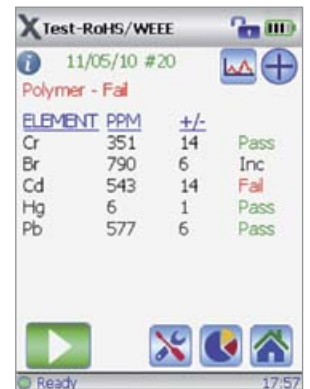 X Test-RoHS/WEEE
11/05/10 #20
Polymer - Fail
ELEMENT PPM +/-
Cr 351 14 Pass
Br 790 6 Inc
Cd 543 14 Fail
Hg 6 1 Pass
Pb 577 6 Pass
Ready 17:57